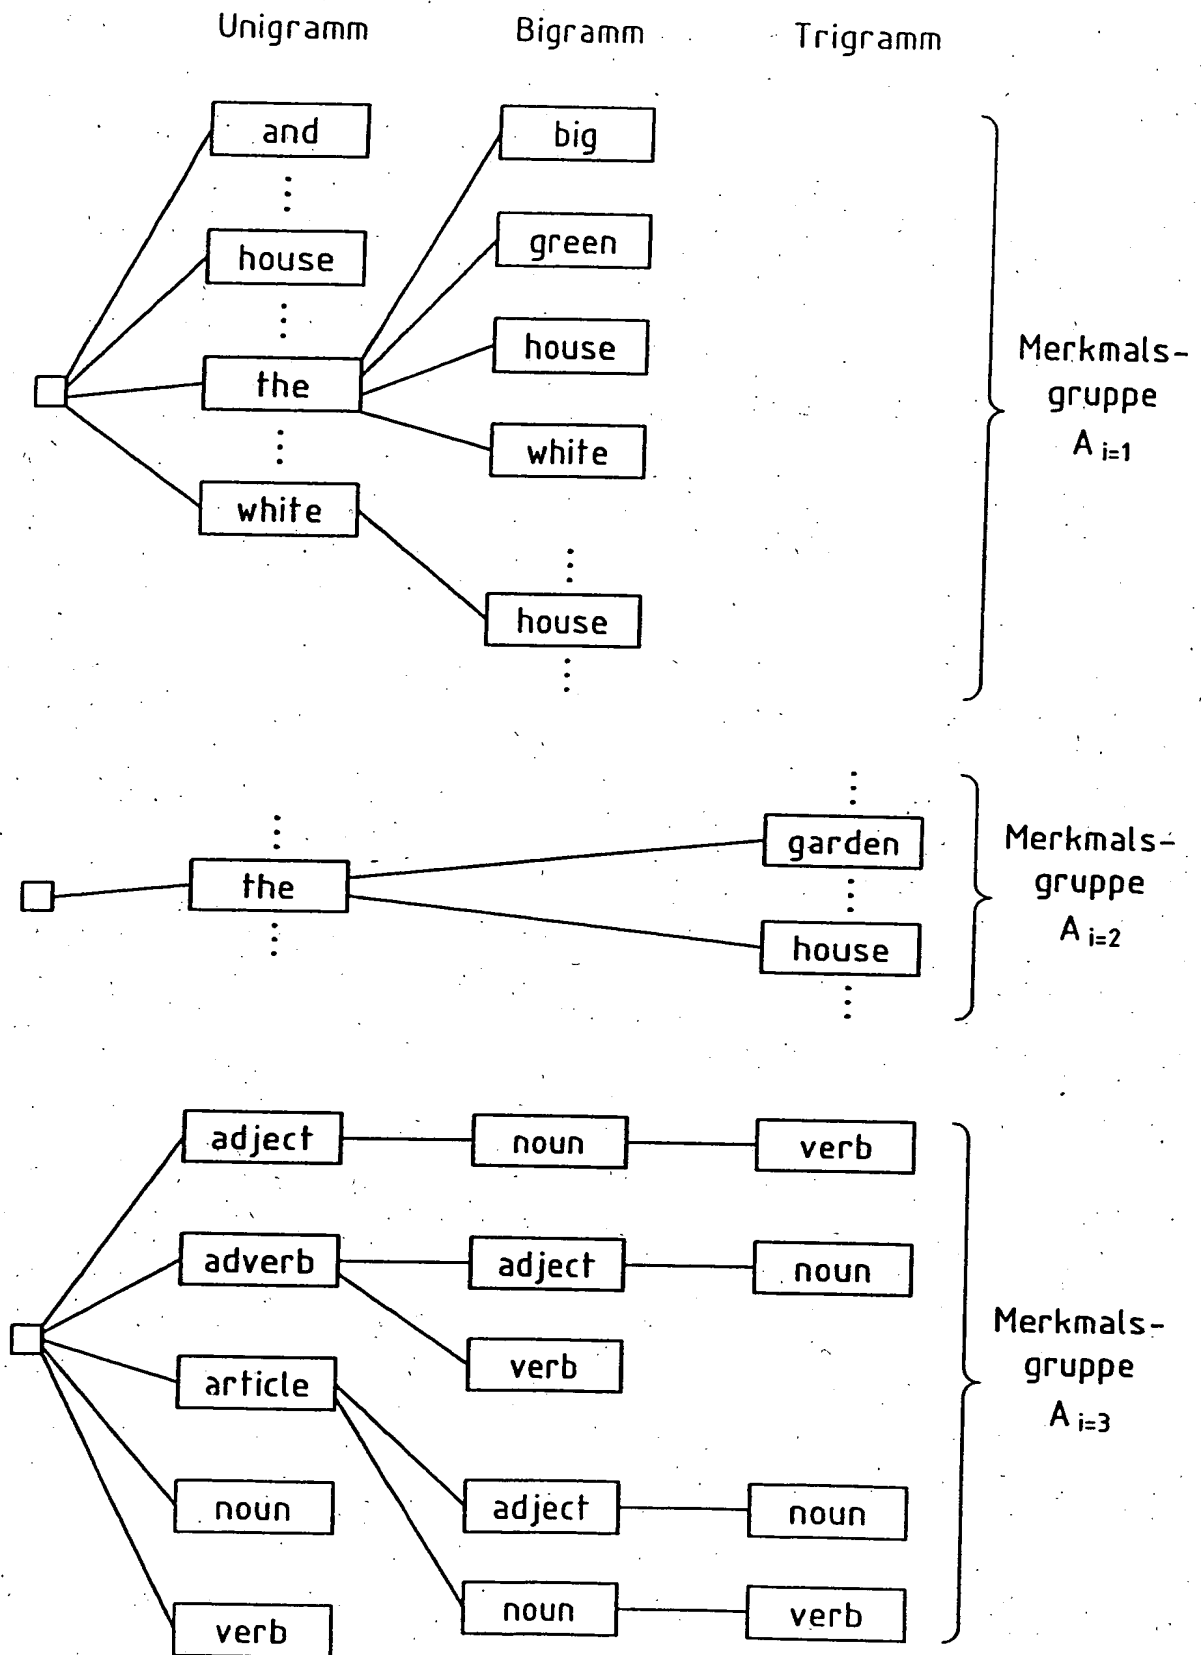 Unigramm Bigramm Trigramm
and big
house green
the house
white white
house
Merkmals-
gruppe
A i=1
the garden
house
Merkmals-
gruppe
A i=2
adject noun verb
adverb adject noun
verb
article
noun adject noun
verb noun verb
Merkmals-
gruppe
A i=3